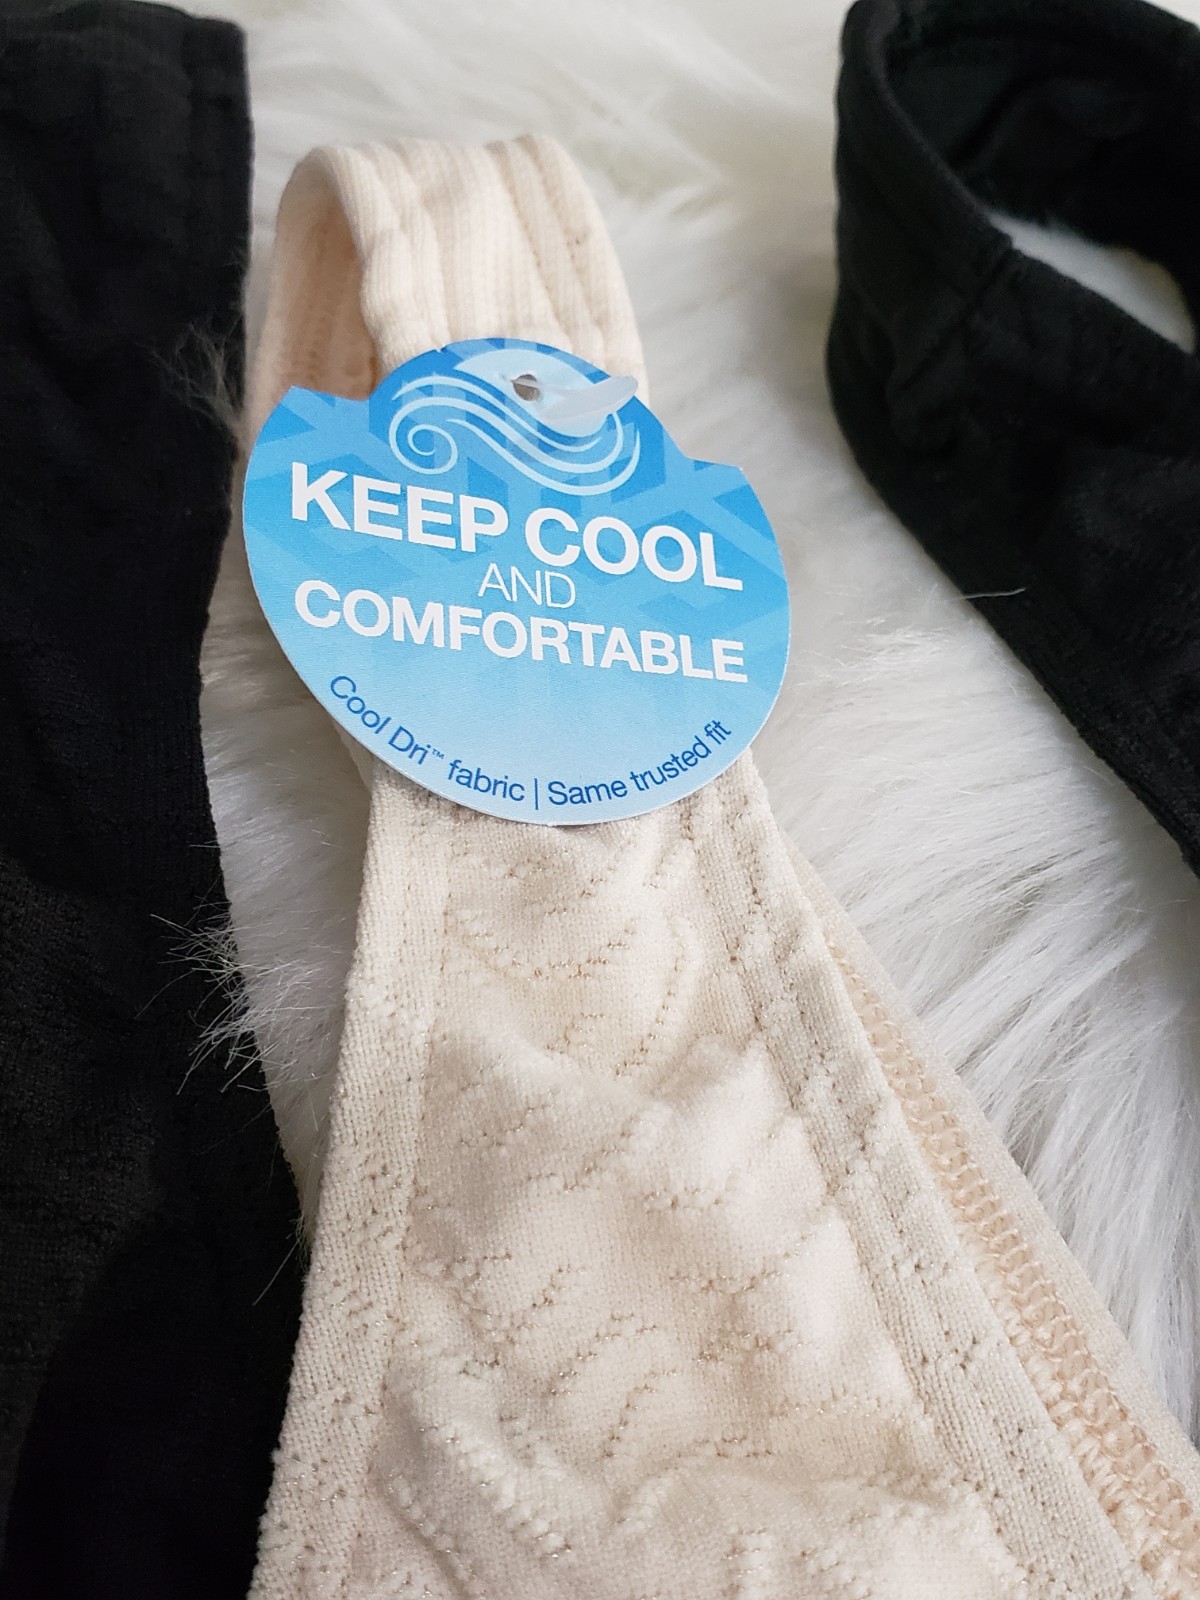 KEEP COOL
AND
COMFORTABLE
Cool Dri™ fabric | Same trusted fit